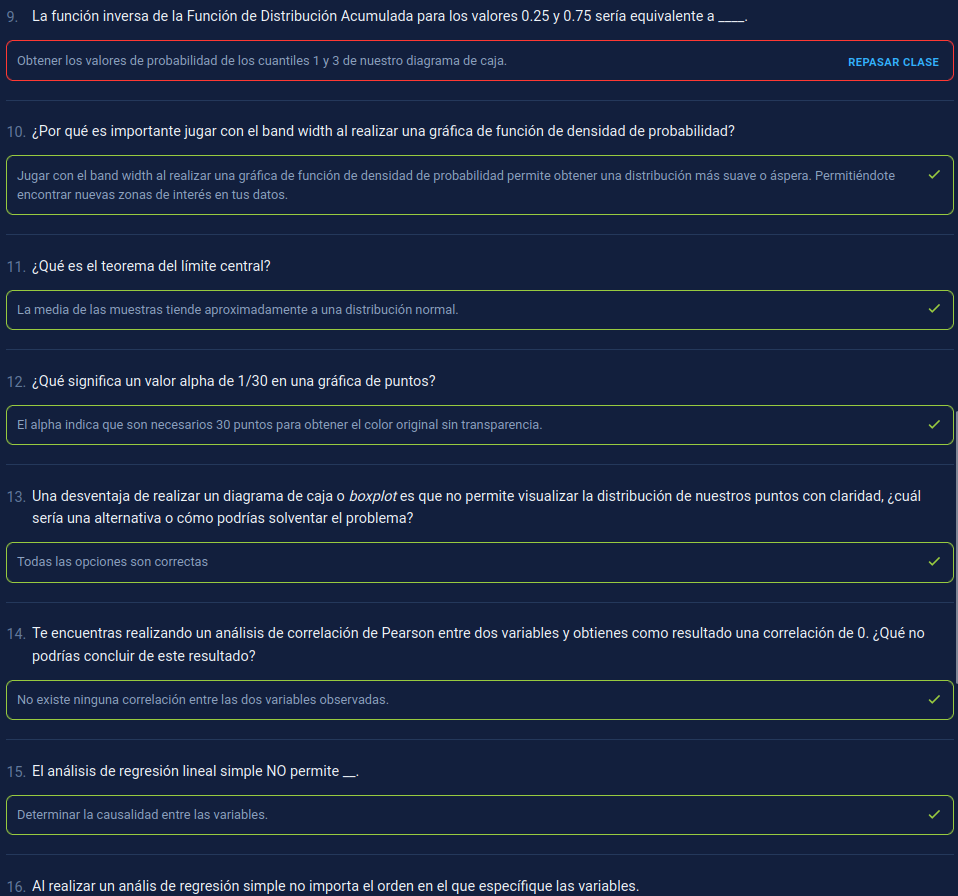 9. La función inversa de la Función de Distribución Acumulada para los valores 0.25 y 0.75 sería equivalente a ____.
Obtener los valores de probabilidad de los cuantiles 1 y 3 de nuestro diagrama de caja. REPASAR CLASE
10. ¿Por qué es importante jugar con el band width al realizar una gráfica de función de densidad de probabilidad?
Jugar con el band width al realizar una gráfica de función de densidad de probabilidad permite obtener una distribución más suave o áspera. Permitiéndote
encontrar nuevas zonas de interés en tus datos.
11. ¿Qué es el teorema del límite central?
La media de las muestras tiende aproximadamente a una distribución normal.
12. ¿Qué significa un valor alpha de 1/30 en una gráfica de puntos?
El alpha indica que son necesarios 30 puntos para obtener el color original sin transparencia.
13. Una desventaja de realizar un diagrama de caja o boxplot es que no permite visualizar la distribución de nuestros puntos con claridad, ¿cuál
sería una alternativa o cómo podrías solventar el problema?
Todas las opciones son correctas
14. Te encuentras realizando un análisis de correlación de Pearson entre dos variables y obtienes como resultado una correlación de 0. ¿Qué no
podrías concluir de este resultado?
No existe ninguna correlación entre las dos variables observadas.
15. El análisis de regresión lineal simple NO permite __.
Determinar la causalidad entre las variables.
16. Al realizar un anális de regresión simple no importa el orden en el que específique las variables.